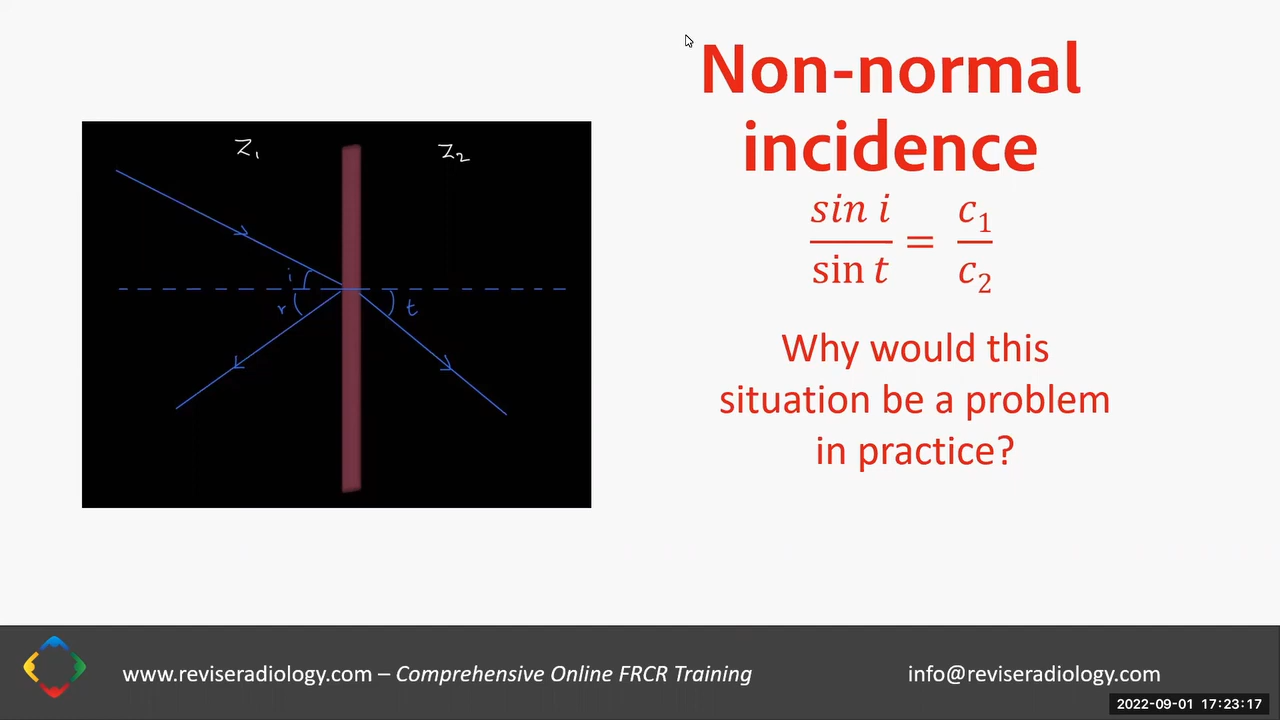 Non-normal
incidence
Z₁
Z₂
i
r
t
sin i / sin t = c₁ / c₂
Why would this
situation be a problem
in practice?
www.reviseradiology.com – Comprehensive Online FRCR Training
info@reviseradiology.com
2022-09-01 17:23:17